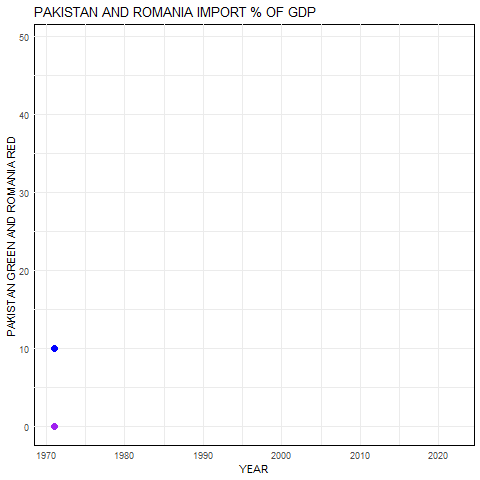 PAKISTAN AND ROMANIA IMPORT % OF GDP
PAKISTAN GREEN AND ROMANIA RED
50
40
30
20
10
0
1970 1980 1990 2000 2010 2020
YEAR